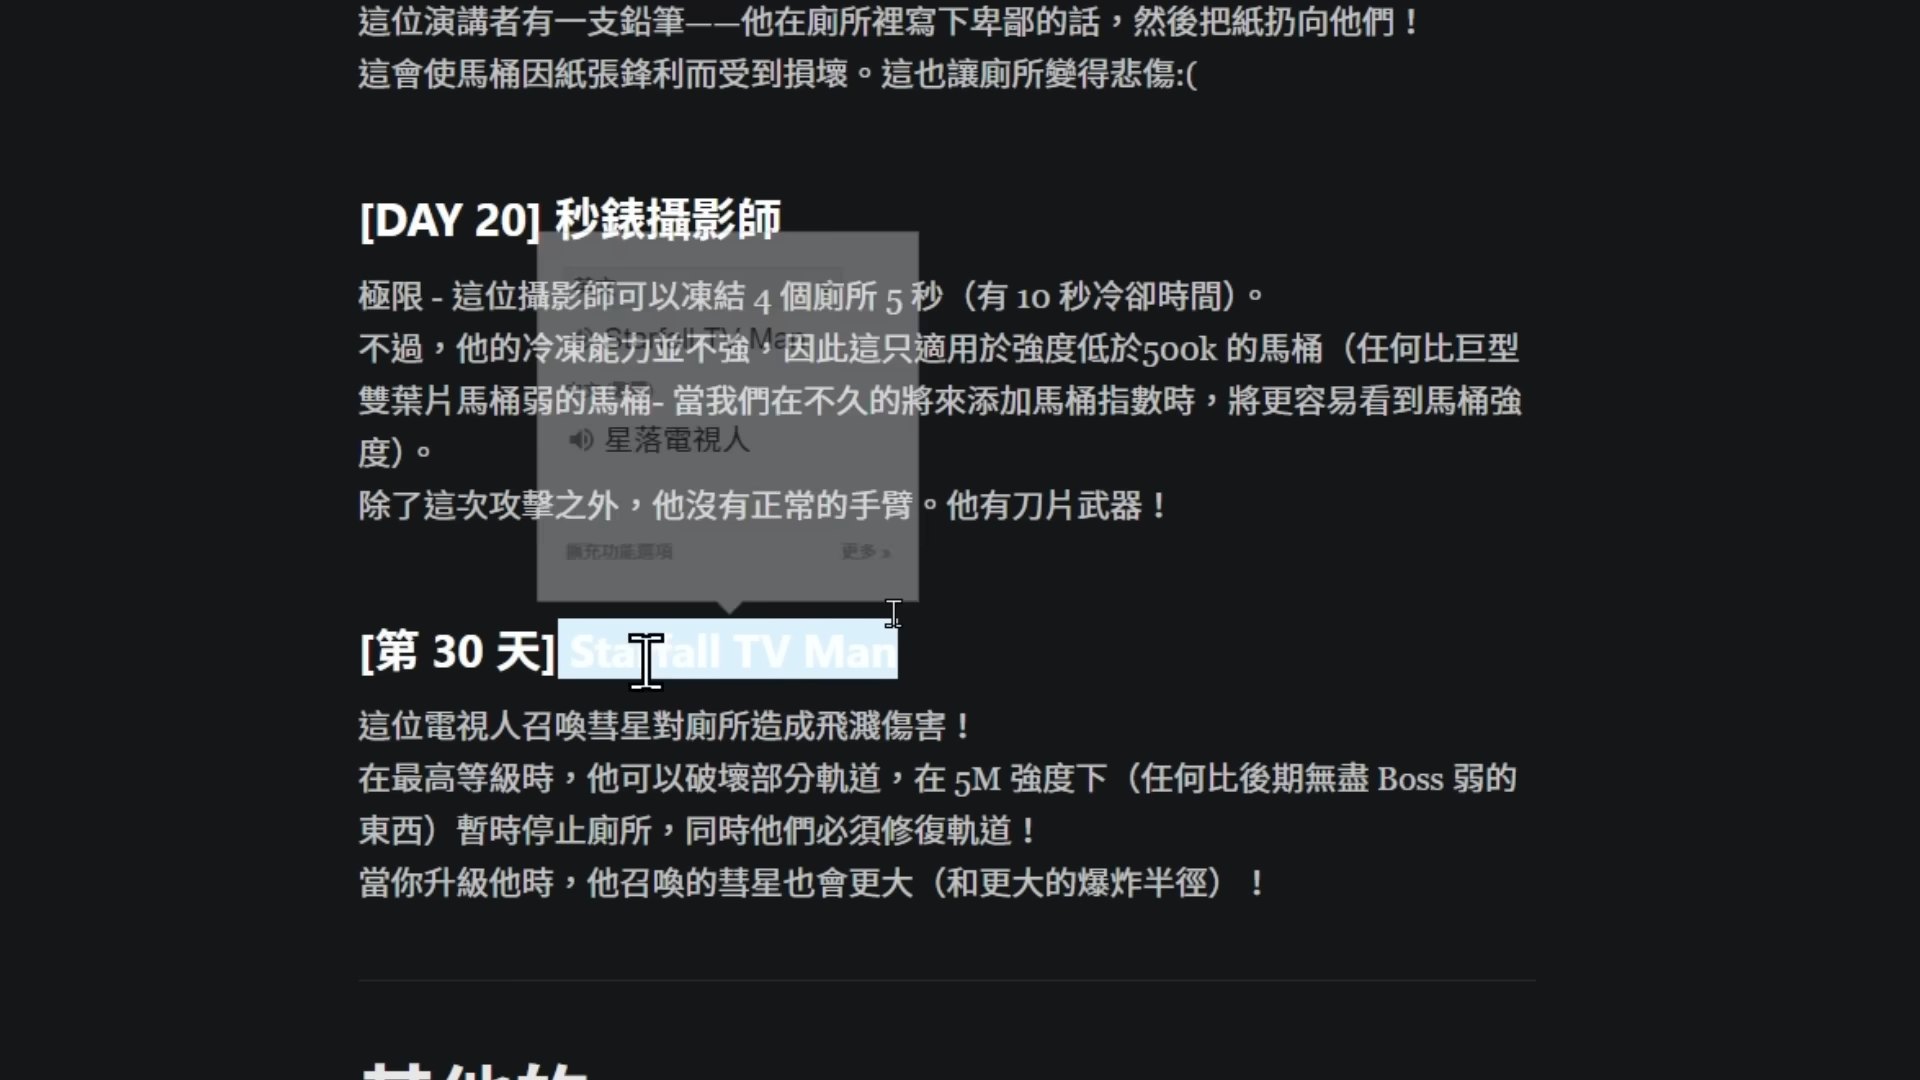 這位演講者有一支鉛筆——他在廁所裡寫下卑鄙的話，然後把紙扔向他們！
這會使馬桶因紙張鋒利而受到損壞。這也讓廁所變得悲傷:(
[DAY 20] 秒錶攝影師
極限 - 這位攝影師可以凍結 4 個廁所 5 秒（有 10 秒冷卻時間）。
不過，他的冷凍能力並不強，因此這只適用於強度低於500k 的馬桶（任何比巨型
雙葉片馬桶弱的馬桶- 當我們在不久的將來添加馬桶指數時，將更容易看到馬桶強
度）。
除了這次攻擊之外，他沒有正常的手臂。他有刀片武器！
Starfall TV Man
星落電視人
擴充功能選項
更多 »
[第 30 天] Starfall TV Man
這位電視人召喚彗星對廁所造成飛濺傷害！
在最高等級時，他可以破壞部分軌道，在 5M 強度下（任何比後期無盡 Boss 弱的
東西）暫時停止廁所，同時他們必須修復軌道！
當你升級他時，他召喚的彗星也會更大（和更大的爆炸半徑）！
其他的